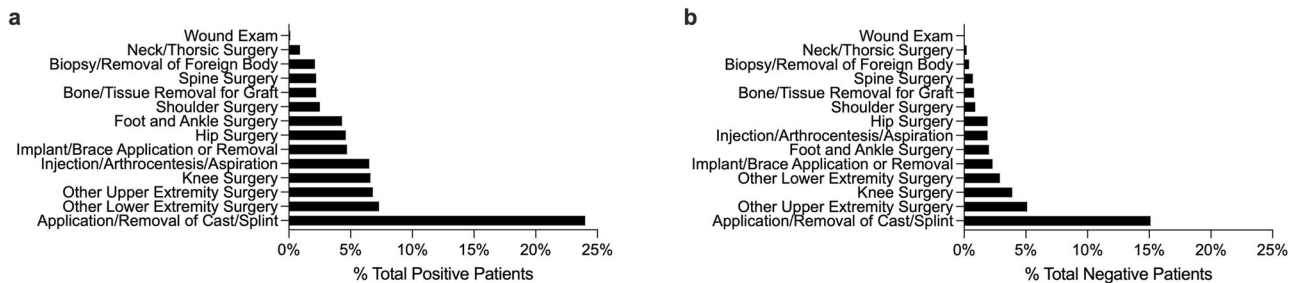 a
Wound Exam
Neck/Thorsic Surgery
Biopsy/Removal of Foreign Body
Spine Surgery
Bone/Tissue Removal for Graft
Shoulder Surgery
Foot and Ankle Surgery
Hip Surgery
Implant/Brace Application or Removal
Injection/Arthrocentesis/Aspiration
Knee Surgery
Other Upper Extremity Surgery
Other Lower Extremity Surgery
Application/Removal of Cast/Splint
0% 5% 10% 15% 20% 25%
% Total Positive Patients
b
Wound Exam
Neck/Thorsic Surgery
Biopsy/Removal of Foreign Body
Spine Surgery
Bone/Tissue Removal for Graft
Shoulder Surgery
Hip Surgery
Injection/Arthrocentesis/Aspiration
Foot and Ankle Surgery
Implant/Brace Application or Removal
Other Lower Extremity Surgery
Knee Surgery
Other Upper Extremity Surgery
Application/Removal of Cast/Splint
0% 5% 10% 15% 20% 25%
% Total Negative Patients